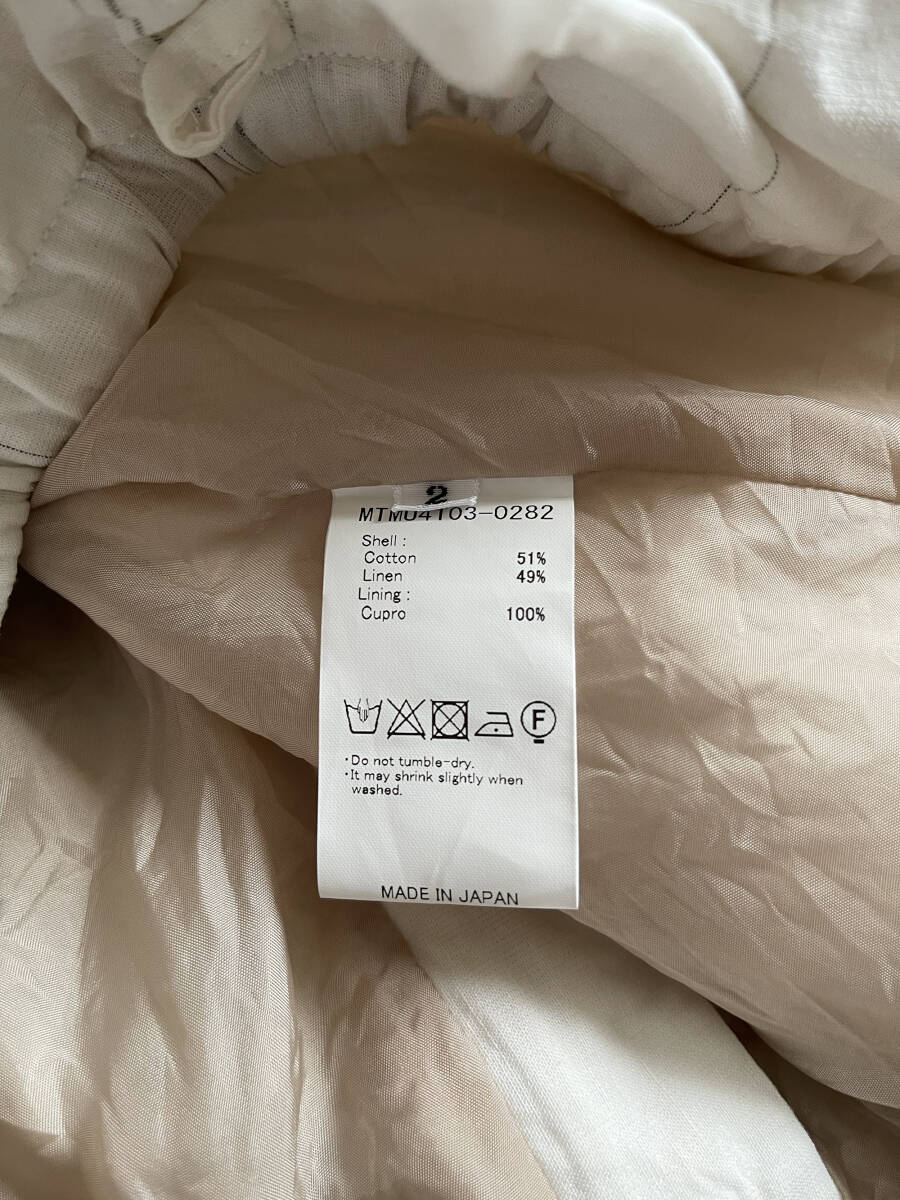 2
MTM04103-0282
Shell :
Cotton 51%
Linen 49%
Lining :
Cupro 100%
F
･Do not tumble-dry.
･It may shrink slightly when
washed.
MADE IN JAPAN